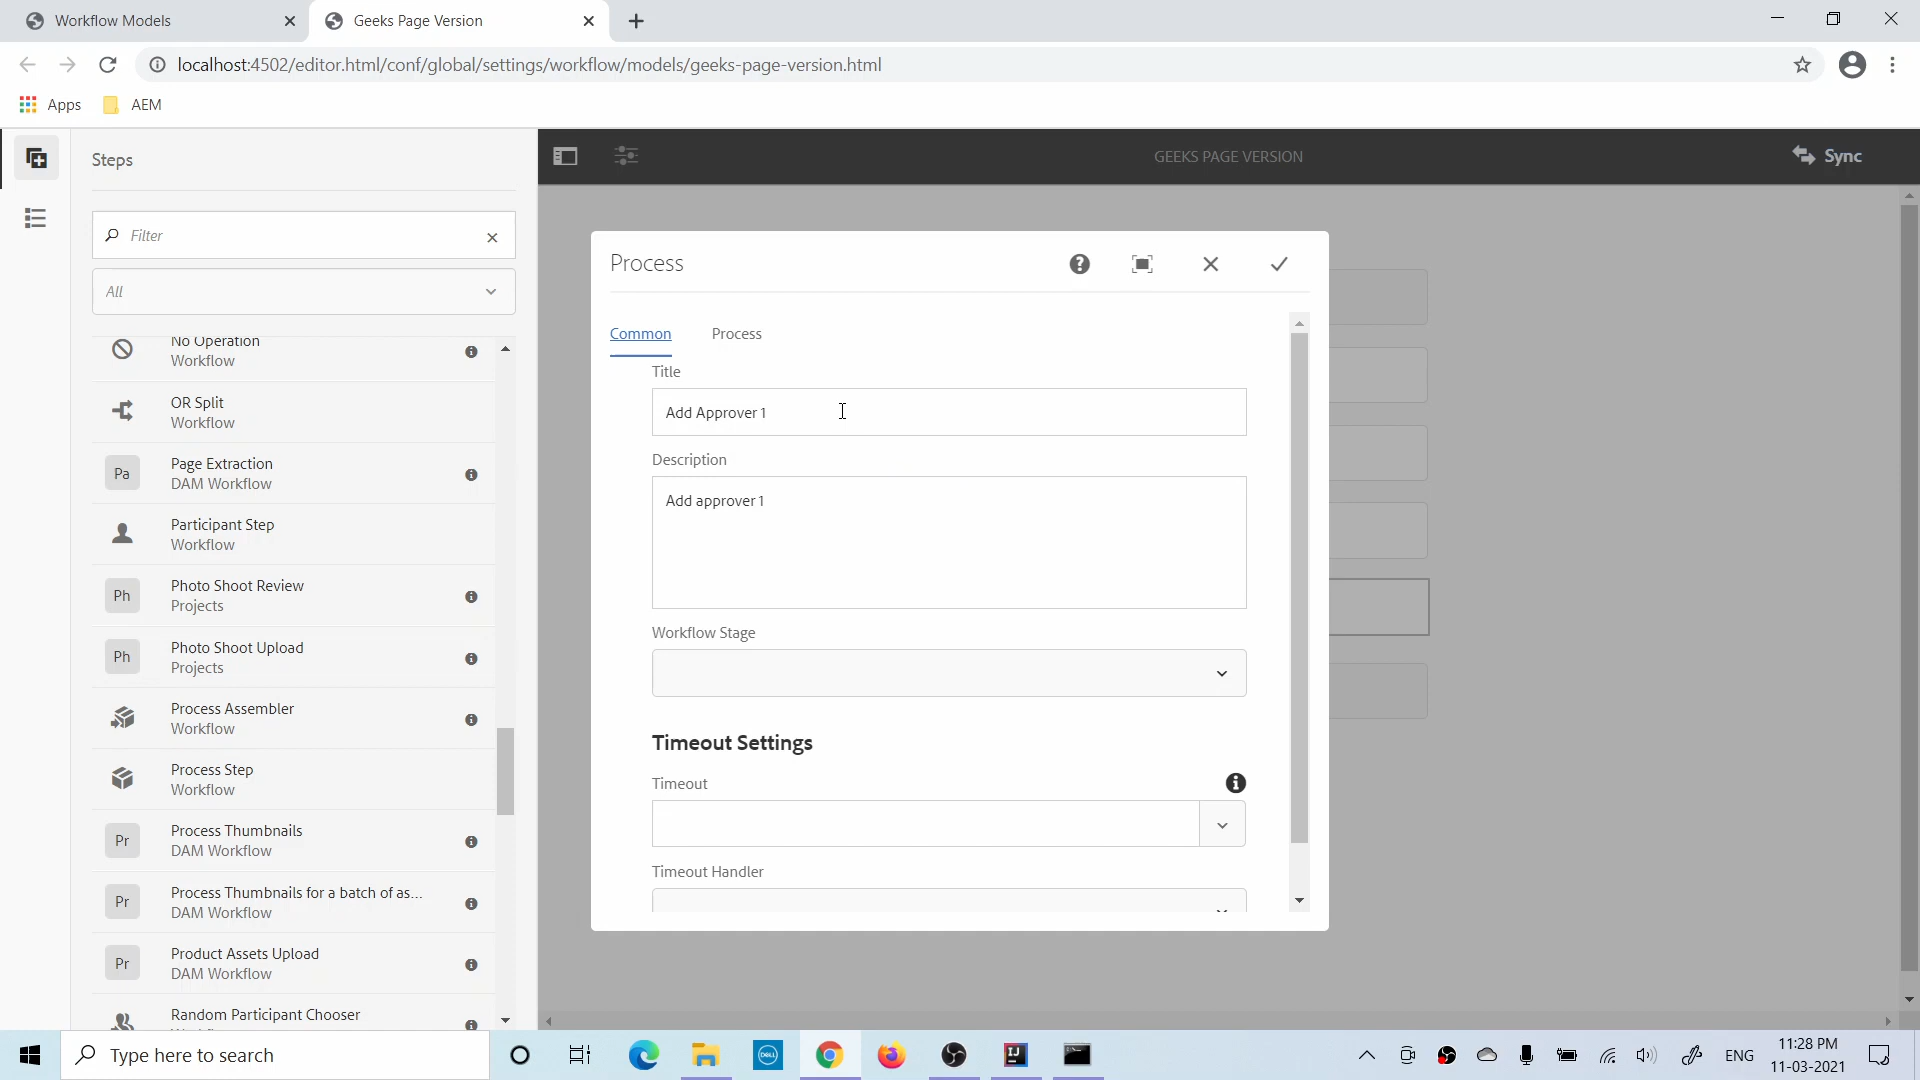 Workflow Models
Geeks Page Version
localhost:4502/editor.html/conf/global/settings/workflow/models/geeks-page-version.html
Apps
AEM
Steps
Filter
All
No Operation
Workflow
OR Split
Workflow
Pa
Page Extraction
DAM Workflow
Participant Step
Workflow
Ph
Photo Shoot Review
Projects
Ph
Photo Shoot Upload
Projects
Process Assembler
Workflow
Process Step
Workflow
Pr
Process Thumbnails
DAM Workflow
Pr
Process Thumbnails for a batch of as...
DAM Workflow
Pr
Product Assets Upload
DAM Workflow
Random Participant Chooser
GEEKS PAGE VERSION
Sync
Process
Common
Process
Title
Add Approver 1
Description
Add approver 1
Workflow Stage
Timeout Settings
Timeout
Timeout Handler
Type here to search
DELL
IJ
ENG
11:28 PM
11-03-2021